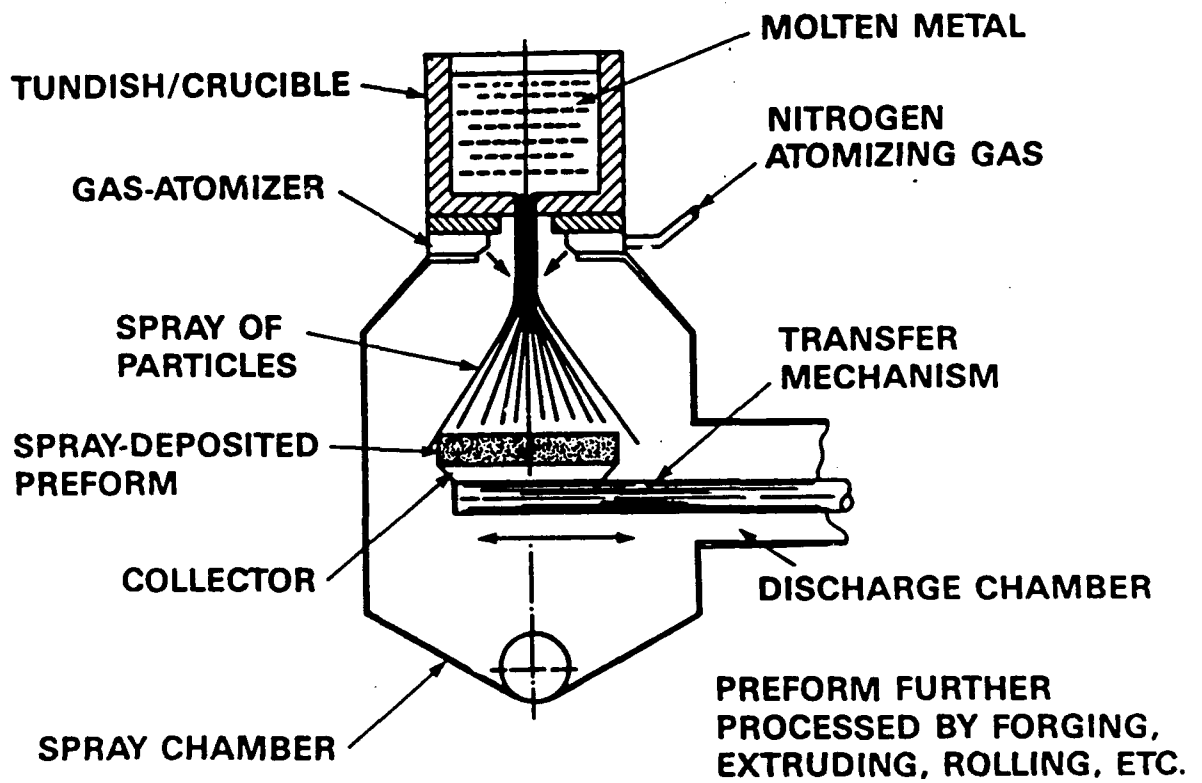 MOLTEN METAL
TUNDISH/CRUCIBLE
NITROGEN
ATOMIZING GAS
GAS-ATOMIZER
SPRAY OF
PARTICLES
TRANSFER
MECHANISM
SPRAY-DEPOSITED
PREFORM
COLLECTOR
DISCHARGE CHAMBER
SPRAY CHAMBER
PREFORM FURTHER
PROCESSED BY FORGING,
EXTRUDING, ROLLING, ETC.